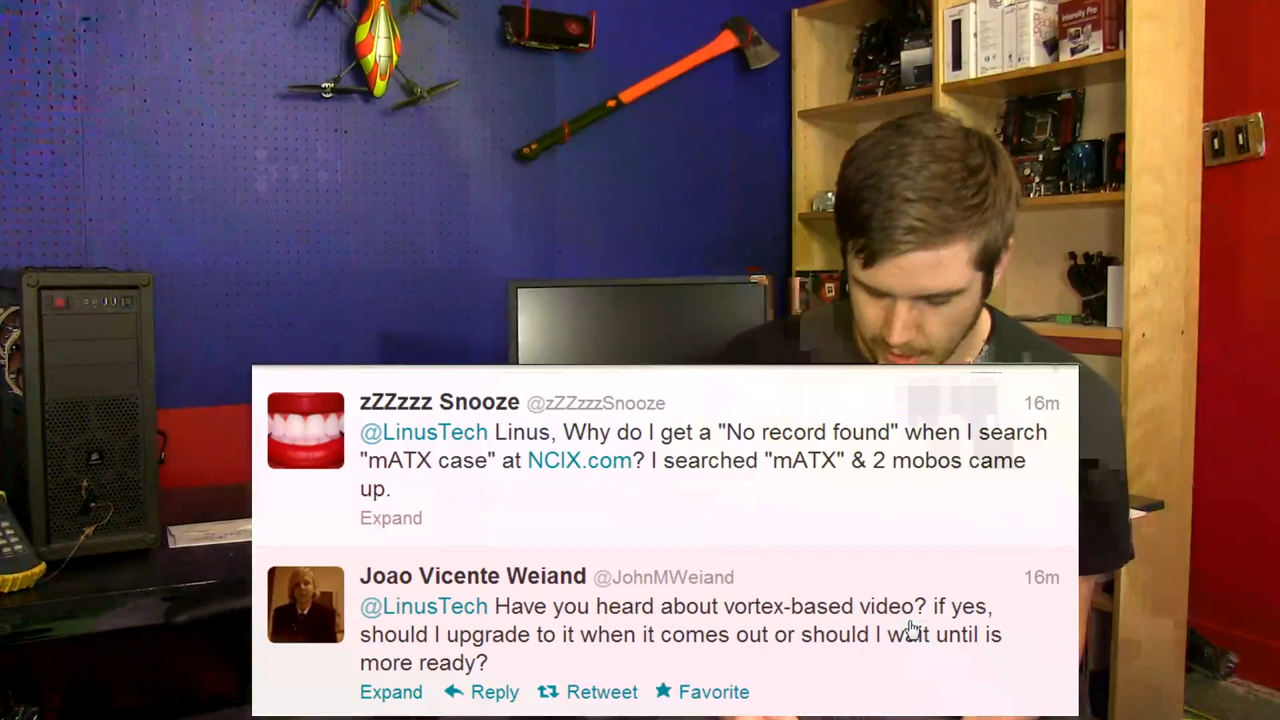 Intensity Pro
zZZzzz Snooze @zZZzzzSnooze 16m
@LinusTech Linus, Why do I get a "No record found" when I search
"mATX case" at NCIX.com? I searched "mATX" & 2 mobos came
up.
Expand
Joao Vicente Weiand @JohnMWeiand 16m
@LinusTech Have you heard about vortex-based video? if yes,
should I upgrade to it when it comes out or should I wait until is
more ready?
Expand Reply Retweet Favorite